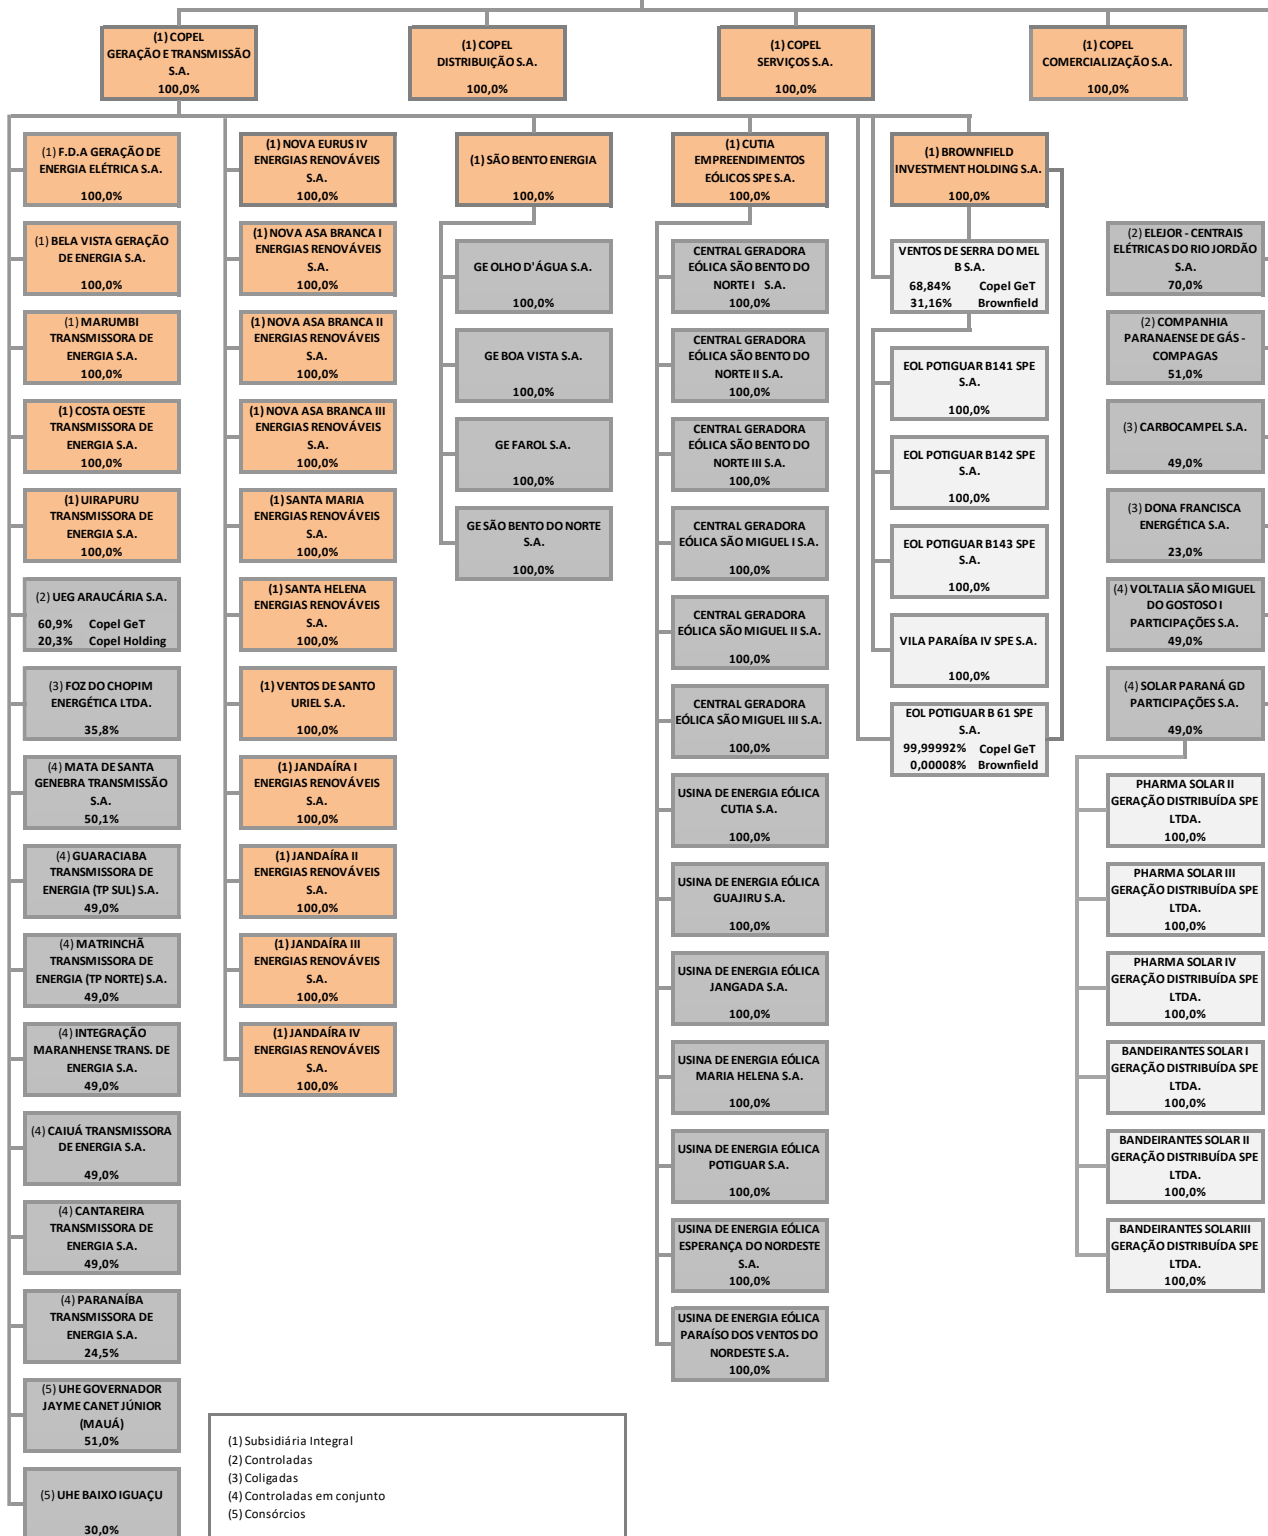 (1) COPEL
GERAÇÃO E TRANSMISSÃO
S.A.
100,0%
(1) COPEL
DISTRIBUIÇÃO S.A.
100,0%
(1) COPEL
SERVIÇOS S.A.
100,0%
(1) COPEL
COMERCIALIZAÇÃO S.A.
100,0%
(1) F.D.A GERAÇÃO DE
ENERGIA ELÉTRICA S.A.
100,0%
(1) BELA VISTA GERAÇÃO
DE ENERGIA S.A.
100,0%
(1) MARUMBI
TRANSMISSORA DE
ENERGIA S.A.
100,0%
(1) COSTA OESTE
TRANSMISSORA DE
ENERGIA S.A.
100,0%
(1) UIRAPURU
TRANSMISSORA DE
ENERGIA S.A.
100,0%
(2) UEG ARAUCÁRIA S.A.
60,9% Copel GeT
20,3% Copel Holding
(3) FOZ DO CHOPIM
ENERGÉTICA LTDA.
35,8%
(4) MATA DE SANTA
GENEBRA TRANSMISSÃO
S.A.
50,1%
(4) GUARACIABA
TRANSMISSORA DE
ENERGIA (TP SUL) S.A.
49,0%
(4) MATRINCHÃ
TRANSMISSORA DE
ENERGIA (TP NORTE) S.A.
49,0%
(4) INTEGRAÇÃO
MARANHENSE TRANS. DE
ENERGIA S.A.
49,0%
(4) CAIUÁ TRANSMISSORA
DE ENERGIA S.A.
49,0%
(4) CANTAREIRA
TRANSMISSORA DE
ENERGIA S.A.
49,0%
(4) PARANAÍBA
TRANSMISSORA DE
ENERGIA S.A.
24,5%
(5) UHE GOVERNADOR
JAYME CANET JÚNIOR
(MAUÁ)
51,0%
(5) UHE BAIXO IGUAÇU
30,0%
(1) NOVA EURUS IV
ENERGIAS RENOVÁVEIS
S.A.
100,0%
(1) NOVA ASA BRANCA I
ENERGIAS RENOVÁVEIS
S.A.
100,0%
(1) NOVA ASA BRANCA II
ENERGIAS RENOVÁVEIS
S.A.
100,0%
(1) NOVA ASA BRANCA III
ENERGIAS RENOVÁVEIS
S.A.
100,0%
(1) SANTA MARIA
ENERGIAS RENOVÁVEIS
S.A.
100,0%
(1) SANTA HELENA
ENERGIAS RENOVÁVEIS
S.A.
100,0%
(1) VENTOS DE SANTO
URIEL S.A.
100,0%
(1) JANDAÍRA I
ENERGIAS RENOVÁVEIS
S.A.
100,0%
(1) JANDAÍRA II
ENERGIAS RENOVÁVEIS
S.A.
100,0%
(1) JANDAÍRA III
ENERGIAS RENOVÁVEIS
S.A.
100,0%
(1) JANDAÍRA IV
ENERGIAS RENOVÁVEIS
S.A.
100,0%
(1) SÃO BENTO ENERGIA
100,0%
GE OLHO D'ÁGUA S.A.
100,0%
GE BOA VISTA S.A.
100,0%
GE FAROL S.A.
100,0%
GE SÃO BENTO DO NORTE
S.A.
100,0%
(1) CUTIA
EMPREENDIMENTOS
EÓLICOS SPE S.A.
100,0%
CENTRAL GERADORA
EÓLICA SÃO BENTO DO
NORTE I S.A.
100,0%
CENTRAL GERADORA
EÓLICA SÃO BENTO DO
NORTE II S.A.
100,0%
CENTRAL GERADORA
EÓLICA SÃO BENTO DO
NORTE III S.A.
100,0%
CENTRAL GERADORA
EÓLICA SÃO MIGUEL I S.A.
100,0%
CENTRAL GERADORA
EÓLICA SÃO MIGUEL II S.A.
100,0%
CENTRAL GERADORA
EÓLICA SÃO MIGUEL III S.A.
100,0%
USINA DE ENERGIA EÓLICA
CUTIA S.A.
100,0%
USINA DE ENERGIA EÓLICA
GUAJIRU S.A.
100,0%
USINA DE ENERGIA EÓLICA
JANGADA S.A.
100,0%
USINA DE ENERGIA EÓLICA
MARIA HELENA S.A.
100,0%
USINA DE ENERGIA EÓLICA
POTIGUAR S.A.
100,0%
USINA DE ENERGIA EÓLICA
ESPERANÇA DO NORDESTE
S.A.
100,0%
USINA DE ENERGIA EÓLICA
PARAÍSO DOS VENTOS DO
NORDESTE S.A.
100,0%
(1) BROWNFIELD
INVESTMENT HOLDING S.A.
100,0%
VENTOS DE SERRA DO MEL
B S.A.
68,84% Copel GeT
31,16% Brownfield
EOL POTIGUAR B141 SPE
S.A.
100,0%
EOL POTIGUAR B142 SPE
S.A.
100,0%
EOL POTIGUAR B143 SPE
S.A.
100,0%
VILA PARAÍBA IV SPE S.A.
100,0%
EOL POTIGUAR B 61 SPE
S.A.
99,99992% Copel GeT
0,00008% Brownfield
(2) ELEJOR - CENTRAIS
ELÉTRICAS DO RIO JORDÃO
S.A.
70,0%
(2) COMPANHIA
PARANAENSE DE GÁS -
COMPAGAS
51,0%
(3) CARBOCAMPEL S.A.
49,0%
(3) DONA FRANCISCA
ENERGÉTICA S.A.
23,0%
(4) VOLTALIA SÃO MIGUEL
DO GOSTOSO I
PARTICIPAÇÕES S.A.
49,0%
(4) SOLAR PARANÁ GD
PARTICIPAÇÕES S.A.
49,0%
PHARMA SOLAR II
GERAÇÃO DISTRIBUÍDA SPE
LTDA.
100,0%
PHARMA SOLAR III
GERAÇÃO DISTRIBUÍDA SPE
LTDA.
100,0%
PHARMA SOLAR IV
GERAÇÃO DISTRIBUÍDA SPE
LTDA.
100,0%
BANDEIRANTES SOLAR I
GERAÇÃO DISTRIBUÍDA SPE
LTDA.
100,0%
BANDEIRANTES SOLAR II
GERAÇÃO DISTRIBUÍDA SPE
LTDA.
100,0%
BANDEIRANTES SOLARIII
GERAÇÃO DISTRIBUÍDA SPE
LTDA.
100,0%
(1) Subsidiária Integral
(2) Controladas
(3) Coligadas
(4) Controladas em conjunto
(5) Consórcios